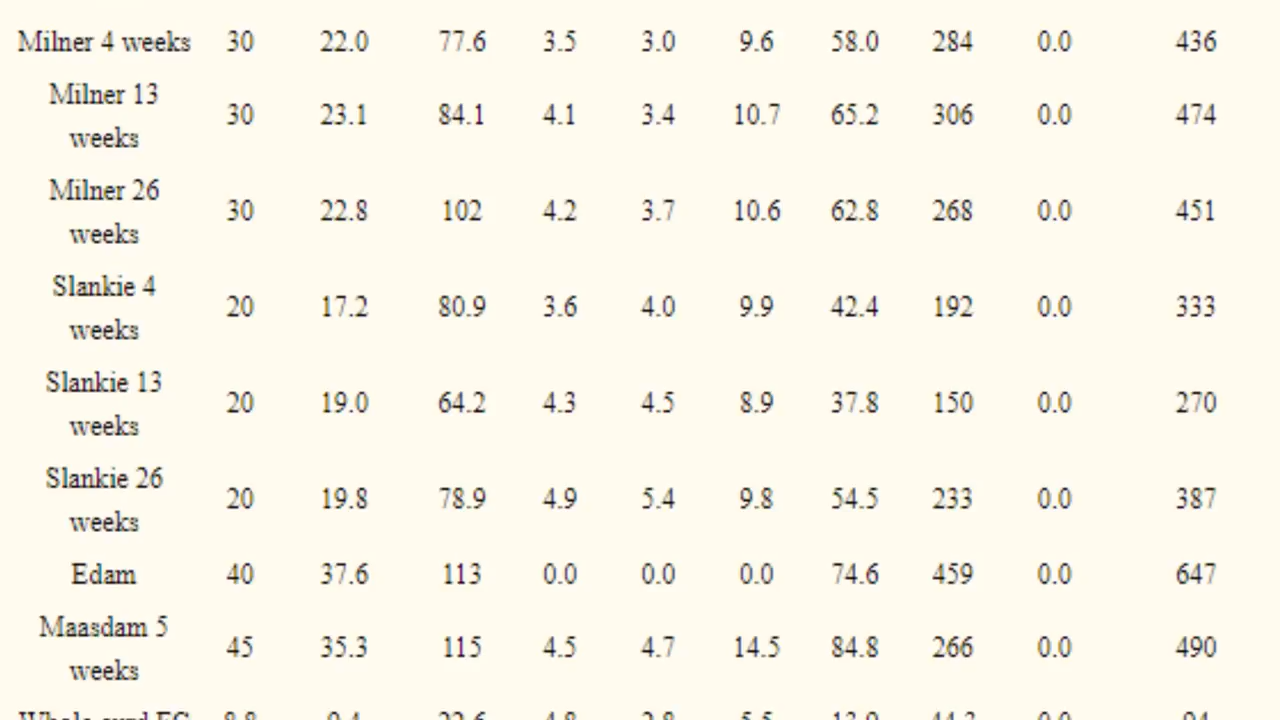 Milner 4 weeks 30 22.0 77.6 3.5 3.0 9.6 58.0 284 0.0 436
Milner 13
weeks 30 23.1 84.1 4.1 3.4 10.7 65.2 306 0.0 474
Milner 26
weeks 30 22.8 102 4.2 3.7 10.6 62.8 268 0.0 451
Slankie 4
weeks 20 17.2 80.9 3.6 4.0 9.9 42.4 192 0.0 333
Slankie 13
weeks 20 19.0 64.2 4.3 4.5 8.9 37.8 150 0.0 270
Slankie 26
weeks 20 19.8 78.9 4.9 5.4 9.8 54.5 233 0.0 387
Edam 40 37.6 113 0.0 0.0 0.0 74.6 459 0.0 647
Maasdam 5
weeks 45 35.3 115 4.5 4.7 14.5 84.8 266 0.0 490